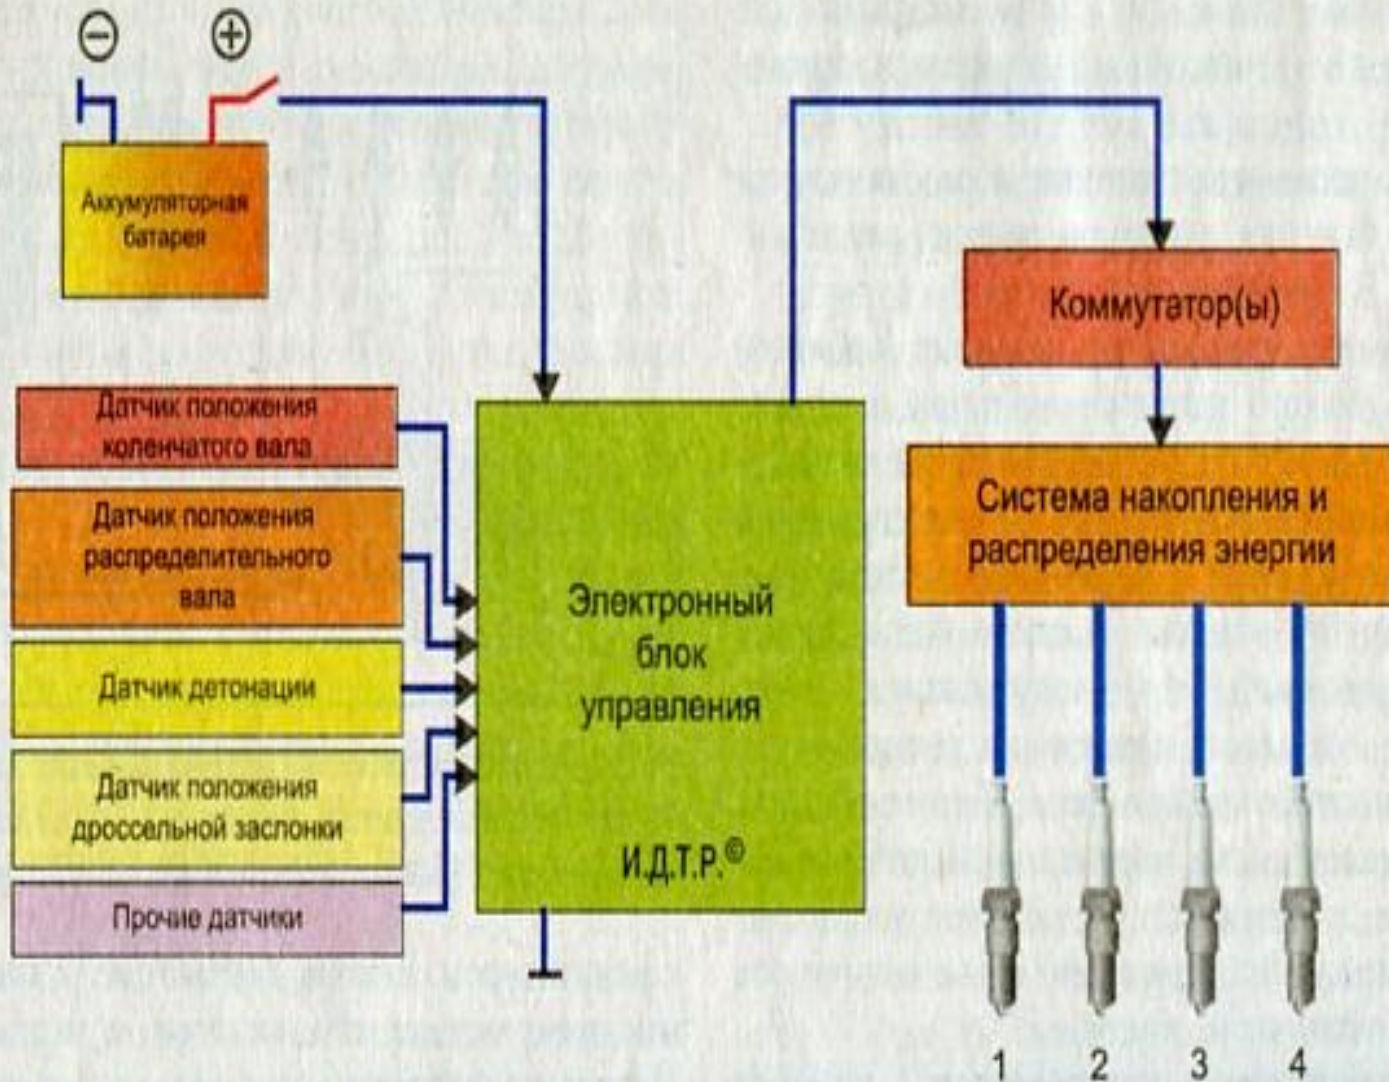 − +
Аккумуляторная
батарея
Коммутатор(ы)
Датчик положения
коленчатого вала
Датчик положения
распределительного
вала
Датчик детонации
Датчик положения
дроссельной заслонки
Прочие датчики
Электронный
блок
управления
И.Д.Т.Р.©
Система накопления и
распределения энергии
1 2 3 4